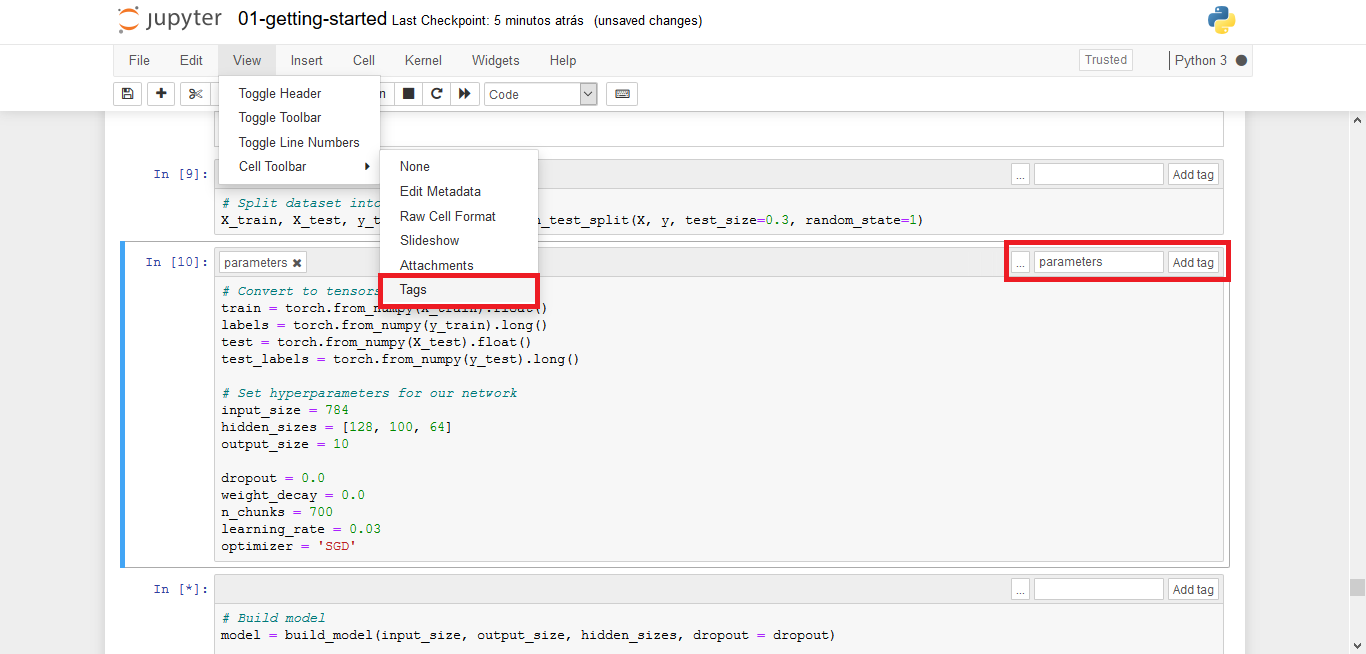 jupyter 01-getting-started Last Checkpoint: 5 minutos atrás (unsaved changes)
File Edit View Insert Cell Kernel Widgets Help Trusted Python 3
n Code
Toggle Header
Toggle Toolbar
Toggle Line Numbers
Cell Toolbar
None
Edit Metadata
Raw Cell Format
Slideshow
Attachments
Tags
In [9]: ... Add tag
# Split dataset into
X_train, X_test, y_t n_test_split(X, y, test_size=0.3, random_state=1)
In [10]: parameters ✖ ... parameters Add tag
# Convert to tensors
train = torch.from_numpy(X_train).float()
labels = torch.from_numpy(y_train).long()
test = torch.from_numpy(X_test).float()
test_labels = torch.from_numpy(y_test).long()
# Set hyperparameters for our network
input_size = 784
hidden_sizes = [128, 100, 64]
output_size = 10
dropout = 0.0
weight_decay = 0.0
n_chunks = 700
learning_rate = 0.03
optimizer = 'SGD'
In [*]: ... Add tag
# Build model
model = build_model(input_size, output_size, hidden_sizes, dropout = dropout)